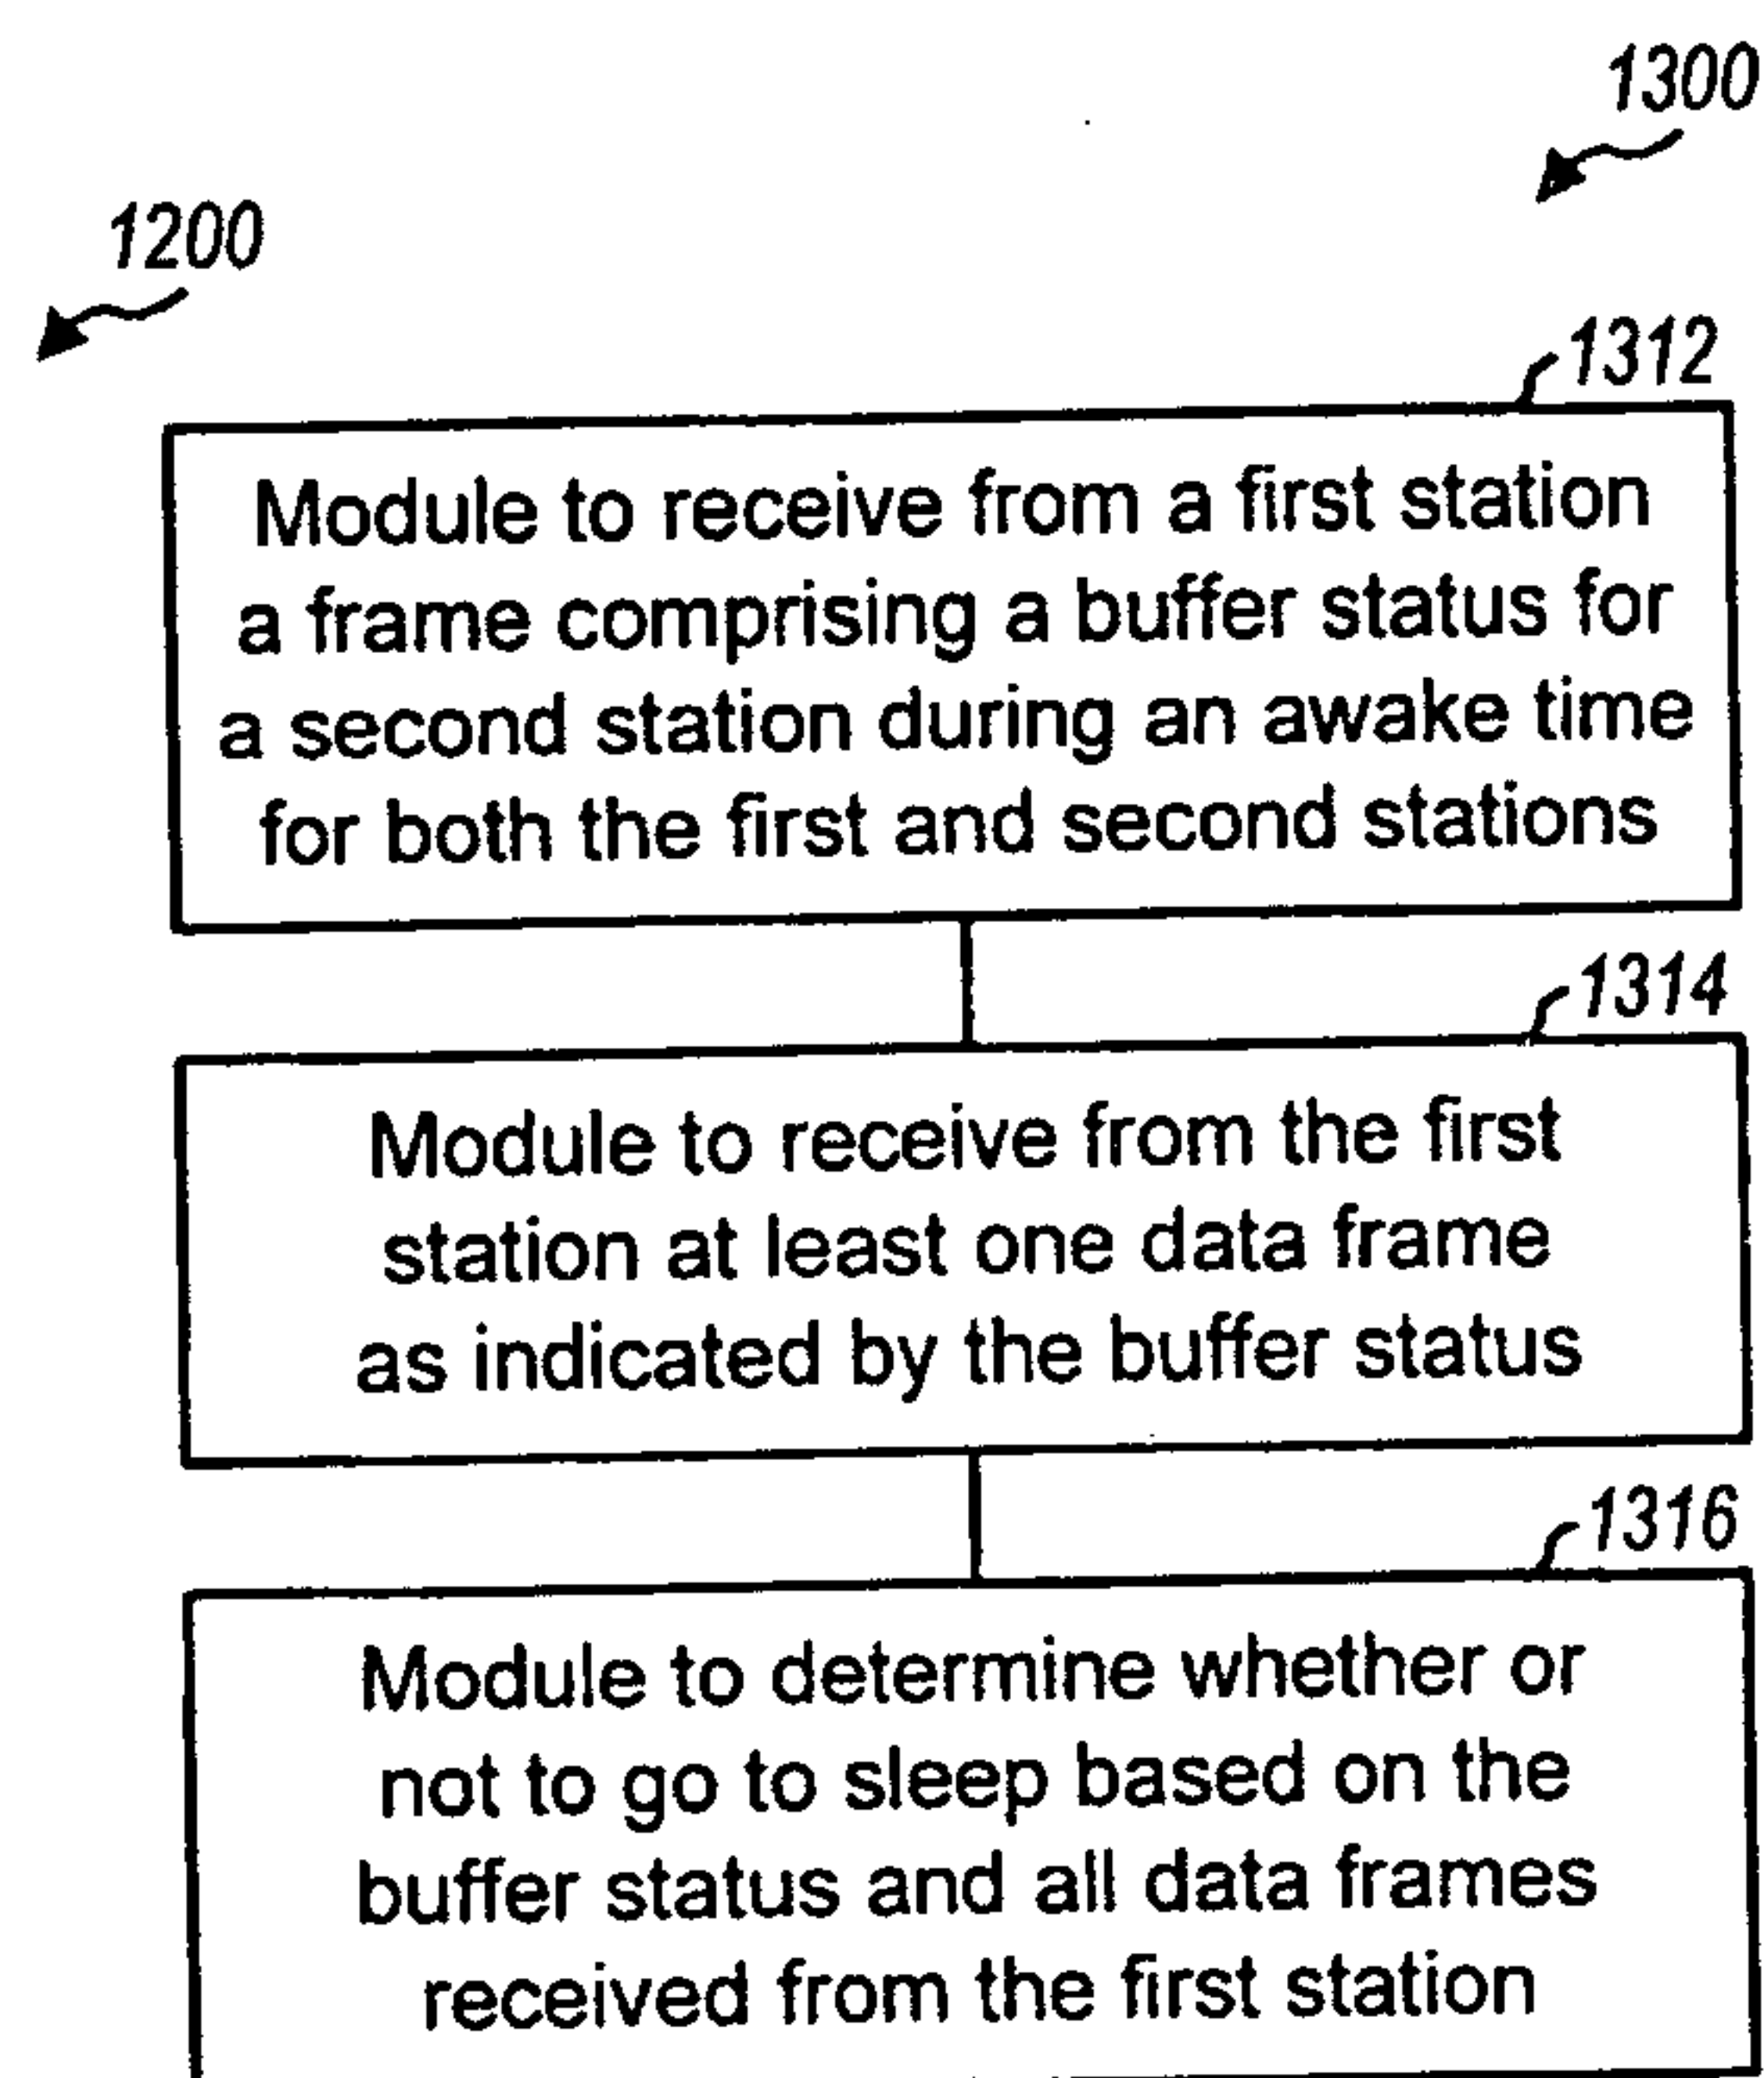 1300
1200
1312
Module to receive from a first station
a frame comprising a buffer status for
a second station during an awake time
for both the first and second stations
1314
Module to receive from the first
station at least one data frame
as indicated by the buffer status
1316
Module to determine whether or
not to go to sleep based on the
buffer status and all data frames
received from the first station